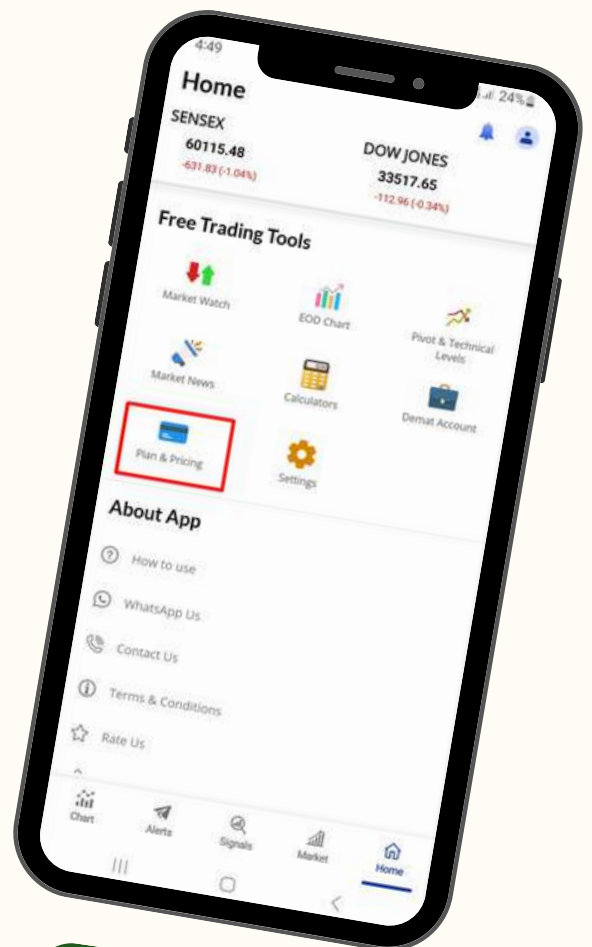 4:49
24%
Home
SENSEX
60115.48
-631.83 (-1.04%)
DOW JONES
33517.65
-112.96 (-0.34%)
Free Trading Tools
Market Watch
EOD Chart
Pivot & Technical
Levels
Market News
Calculators
Demat Account
Plan & Pricing
Settings
About App
How to use
WhatsApp Us
Contact Us
Terms & Conditions
Rate Us
Chart
Alerts
Signals
Market
Home